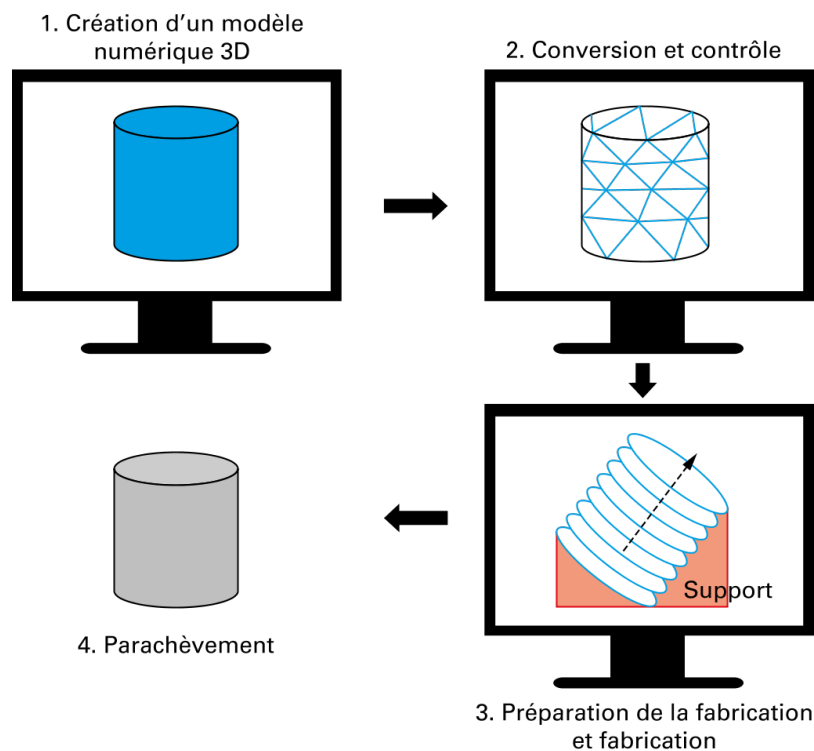 1. Création d'un modèle
numérique 3D
2. Conversion et contrôle
Support
3. Préparation de la fabrication
et fabrication
4. Parachèvement